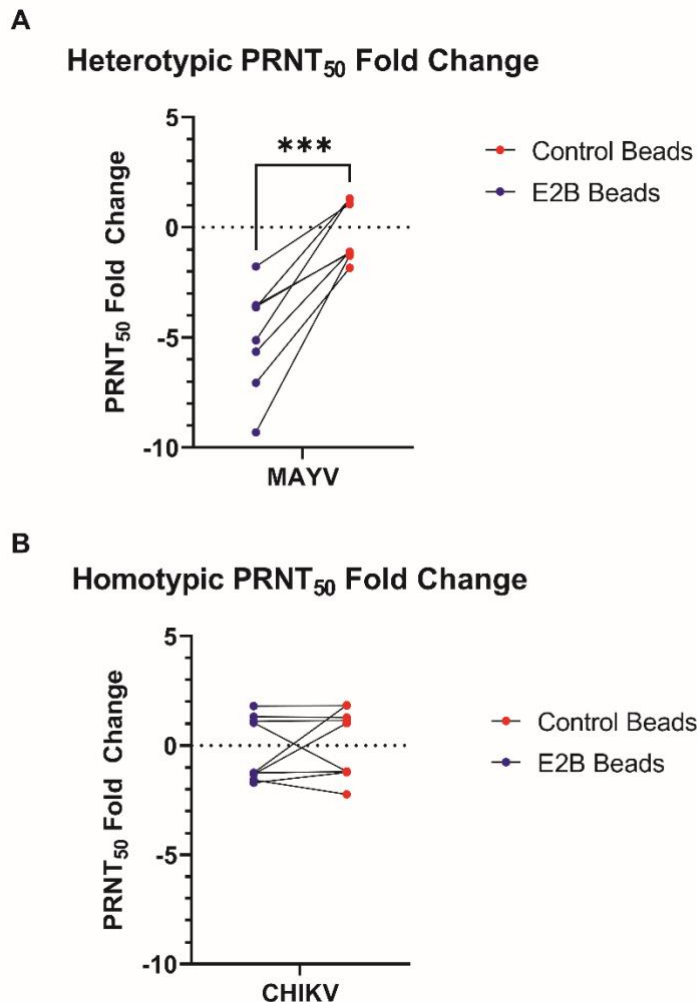 A
Heterotypic PRNT50 Fold Change
5
0
-5
-10
PRNT50 Fold Change
***
MAYV
Control Beads
E2B Beads
B
Homotypic PRNT50 Fold Change
5
0
-5
-10
PRNT50 Fold Change
CHIKV
Control Beads
E2B Beads